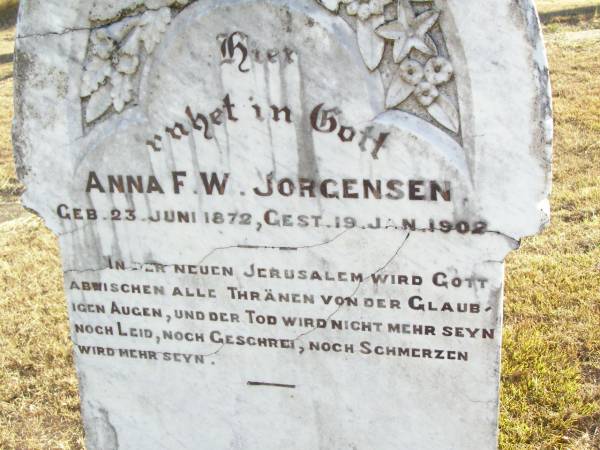 Hier
ruhet in Gott
ANNA F. W. JORGENSEN
GEB. 23. JUNI 1872, GEST. 19. JAN. 1902
IN DER NEUEN JERUSALEM WIRD GOTT
ABWISCHEN ALLE THRÄNEN VON DER GLAUB-
IGEN AUGEN, UND DER TOD WIRD NICHT MEHR SEYN
NOCH LEID, NOCH GESCHREI, NOCH SCHMERZEN
WIRD MEHR SEYN.